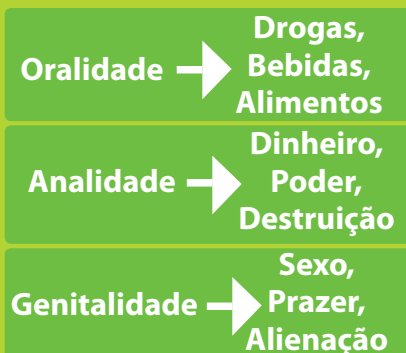 Oralidade
Drogas,
Bebidas,
Alimentos
Analidade
Dinheiro,
Poder,
Destruição
Genitalidade
Sexo,
Prazer,
Alienação